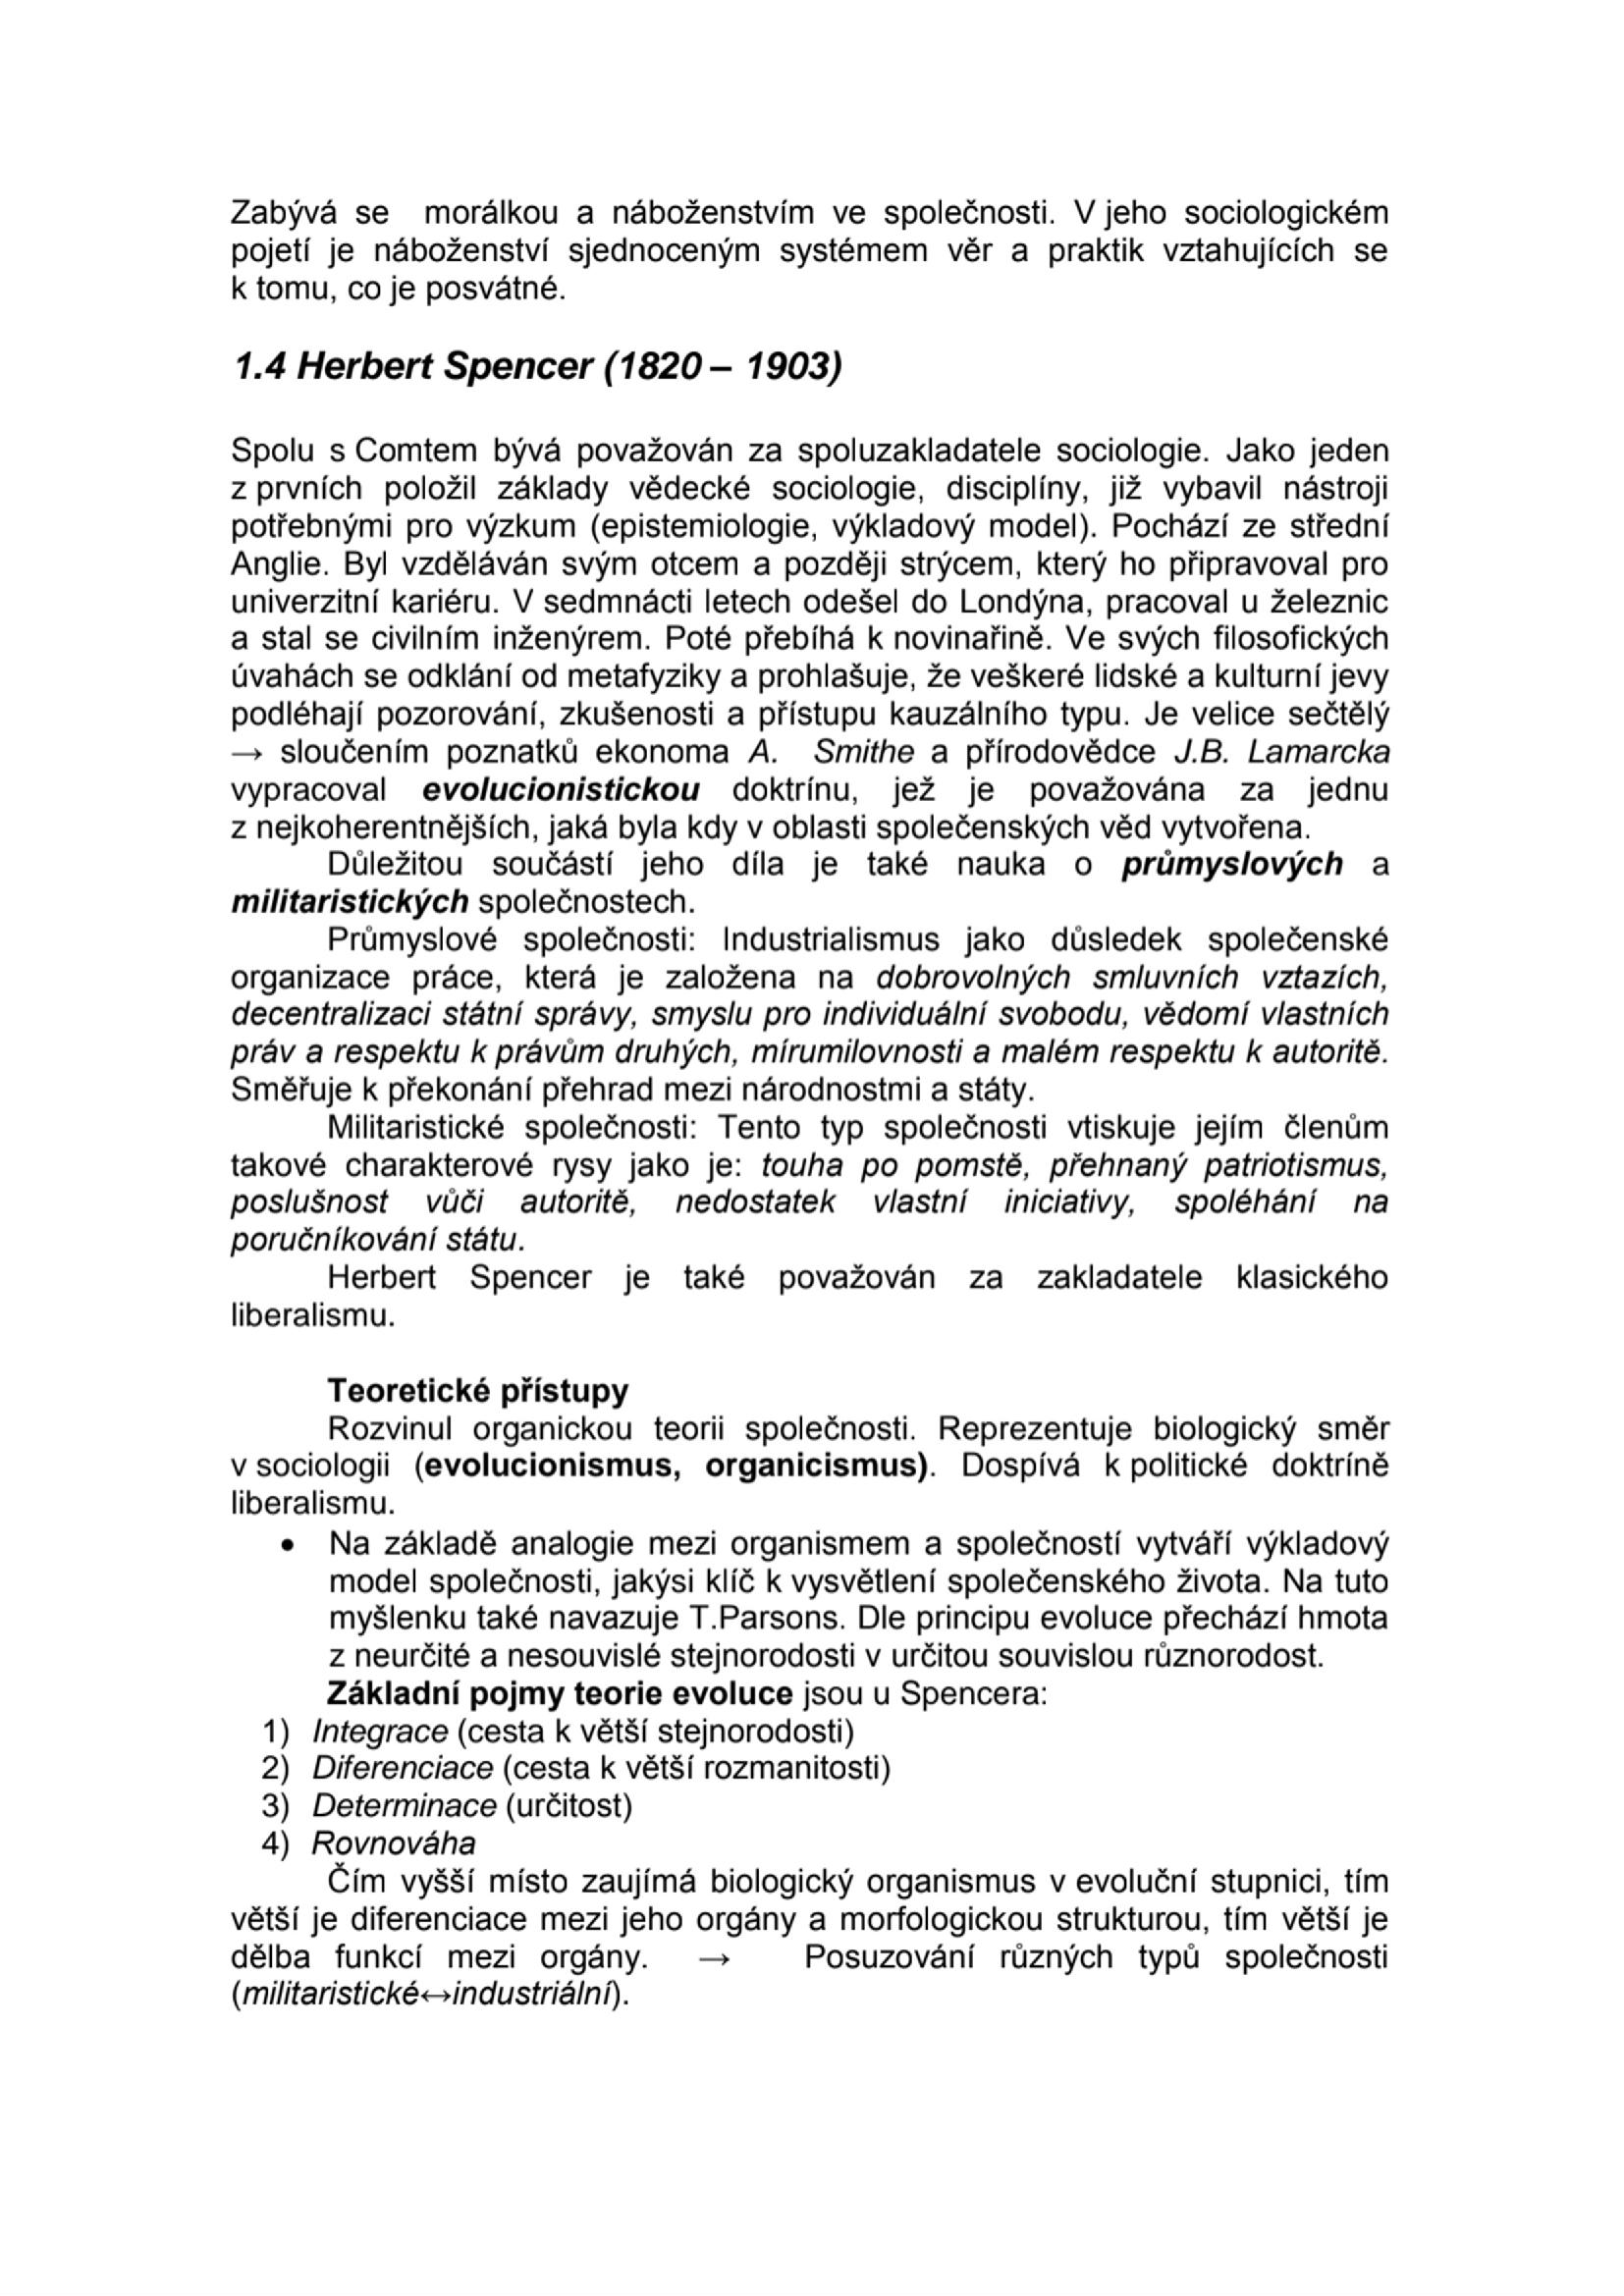 Zabývá se morálkou a náboženstvím ve společnosti. V jeho sociologickém
pojetí je náboženství sjednoceným systémem věr a praktik vztahujících se
k tomu, co je posvátné.
1.4 Herbert Spencer (1820 – 1903)
Spolu s Comtem bývá považován za spoluzakladatele sociologie. Jako jeden
z prvních položil základy vědecké sociologie, disciplíny, již vybavil nástroji
potřebnými pro výzkum (epistemiologie, výkladový model). Pochází ze střední
Anglie. Byl vzděláván svým otcem a později strýcem, který ho připravoval pro
univerzitní kariéru. V sedmnácti letech odešel do Londýna, pracoval u železnic
a stal se civilním inženýrem. Poté přebíhá k novinařině. Ve svých filosofických
úvahách se odklání od metafyziky a prohlašuje, že veškeré lidské a kulturní jevy
podléhají pozorování, zkušenosti a přístupu kauzálního typu. Je velice sečtělý
→ sloučením poznatků ekonoma A. Smithe a přírodovědce J.B. Lamarcka
vypracoval evolucionistickou doktrínu, jež je považována za jednu
z nejkoherentnějších, jaká byla kdy v oblasti společenských věd vytvořena.
Důležitou součástí jeho díla je také nauka o průmyslových a
militaristických společnostech.
Průmyslové společnosti: Industrialismus jako důsledek společenské
organizace práce, která je založena na dobrovolných smluvních vztazích,
decentralizaci státní správy, smyslu pro individuální svobodu, vědomí vlastních
práv a respektu k právům druhých, mírumilovnosti a malém respektu k autoritě.
Směřuje k překonání přehrad mezi národnostmi a státy.
Militaristické společnosti: Tento typ společnosti vtiskuje jejím členům
takové charakterové rysy jako je: touha po pomstě, přehnaný patriotismus,
poslušnost vůči autoritě, nedostatek vlastní iniciativy, spoléhání na
poručníkování státu.
Herbert Spencer je také považován za zakladatele klasického
liberalismu.
Teoretické přístupy
Rozvinul organickou teorii společnosti. Reprezentuje biologický směr
v sociologii (evolucionismus, organicismus). Dospívá k politické doktríně
liberalismu.
• Na základě analogie mezi organismem a společností vytváří výkladový
model společnosti, jakýsi klíč k vysvětlení společenského života. Na tuto
myšlenku také navazuje T.Parsons. Dle principu evoluce přechází hmota
z neurčité a nesouvislé stejnorodosti v určitou souvislou různorodost.
Základní pojmy teorie evoluce jsou u Spencera:
1) Integrace (cesta k větší stejnorodosti)
2) Diferenciace (cesta k větší rozmanitosti)
3) Determinace (určitost)
4) Rovnováha
Čím vyšší místo zaujímá biologický organismus v evoluční stupnici, tím
větší je diferenciace mezi jeho orgány a morfologickou strukturou, tím větší je
dělba funkcí mezi orgány. → Posuzování různých typů společnosti
(militaristické↔industriální).